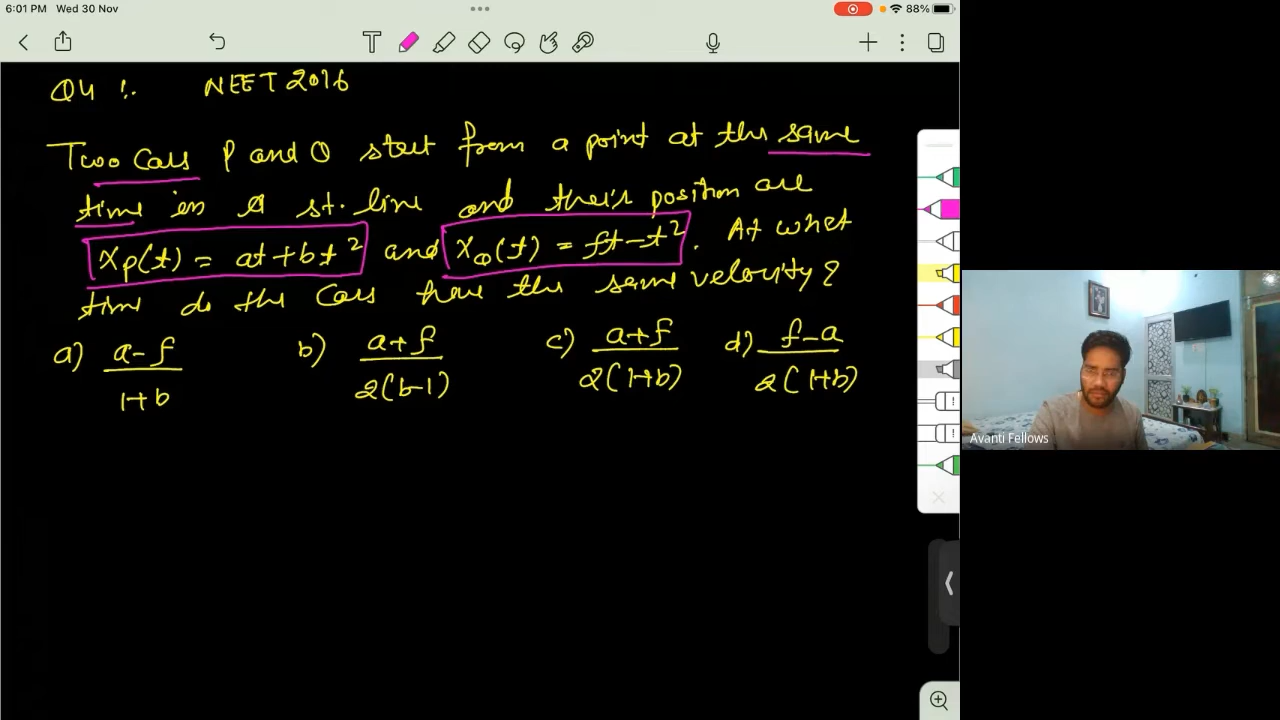 6:01 PM Wed 30 Nov
88%
Q4 :. NEET 2016
Two Cars P and Q start from a point at the same
time in a st. line and their position are
xP(t) = at + bt² and xQ(t) = ft - t². At what
time do the Cars have the same velocity?
a) a-f / 1+b b) a+f / 2(b-1) c) a+f / 2(1+b) d) f-a / 2(1+b)
Avanti Fellows